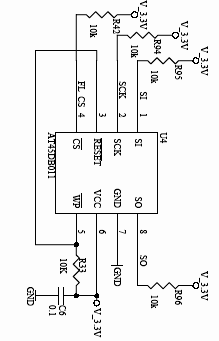 V_3.3V
R42
10k
V_3.3V
R94
10k
V_3.3V
R95
10k
FL_CS
SCK
SI
4
3
2
1
U4
CS
RESET
SCK
SI
AT45DB011
WP
VCC
GND
SO
5
6
7
8
R33
10K
GND
SO
R96
10k
V_3.3V
GND
C6
0.1
V_3.3V